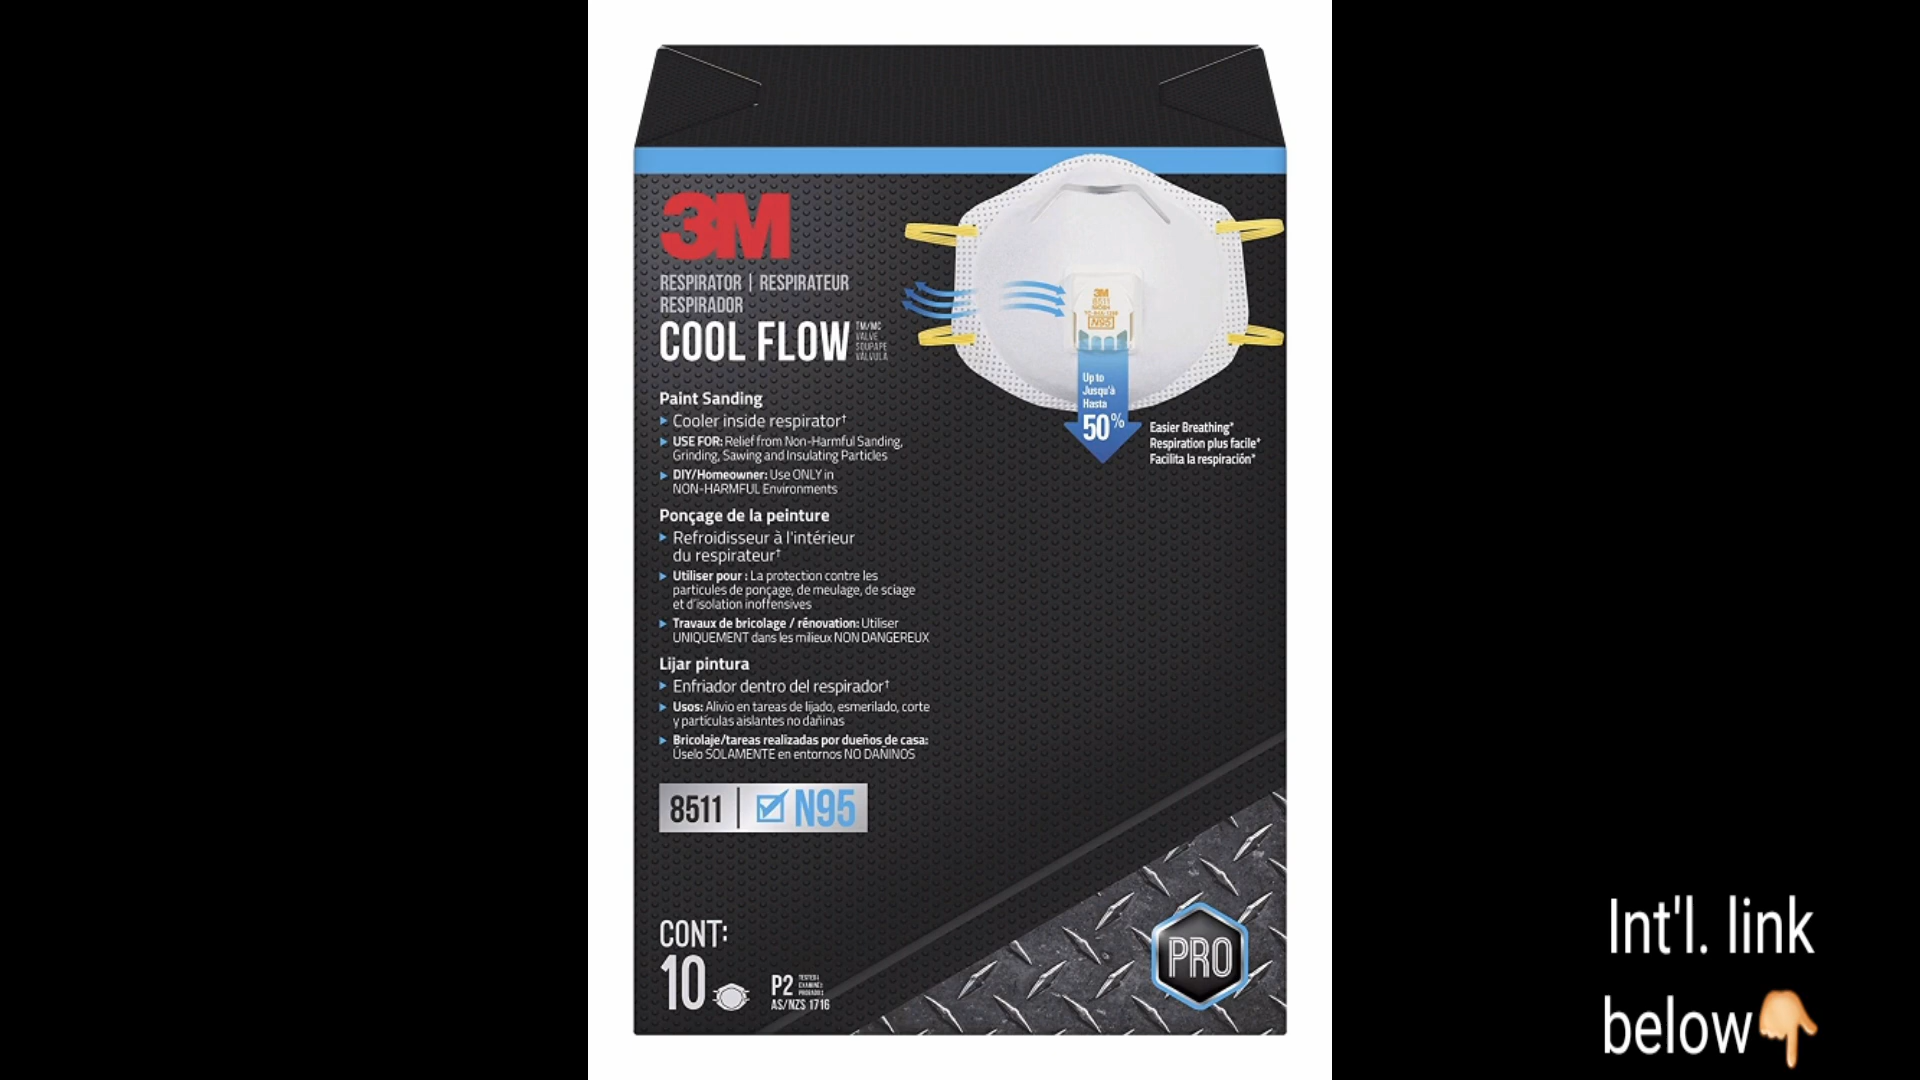 3M
RESPIRATOR | RESPIRATEUR
RESPIRADOR
COOL FLOW TM/MC
VALVE
SOUPAPE
VÁLVULA
3M
8511
N95
Up to
Jusqu'à
Hasta
50%
Easier Breathing*
Respiration plus facile*
Facilita la respiración*
Paint Sanding
Cooler inside respirator†
USE FOR: Relief from Non-Harmful Sanding,
Grinding, Sawing and Insulating Particles
DIY/Homeowner: Use ONLY in
NON-HARMFUL Environments
Ponçage de la peinture
Refroidisseur à l'intérieur
du respirateur†
Utiliser pour : La protection contre les
particules de ponçage, de meulage, de sciage
et d'isolation inoffensives
Travaux de bricolage / rénovation: Utiliser
UNIQUEMENT dans les milieux NON DANGEREUX
Lijar pintura
Enfriador dentro del respirador†
Usos: Alivio en tareas de lijado, esmerilado, corte
y partículas aislantes no dañinas
Bricolaje/tareas realizadas por dueños de casa:
Úselo SOLAMENTE en entornos NO DAÑINOS
8511 | N95
CONT:
10
P2
AS/NZS 1716
PRO
Int'l. link
below👇